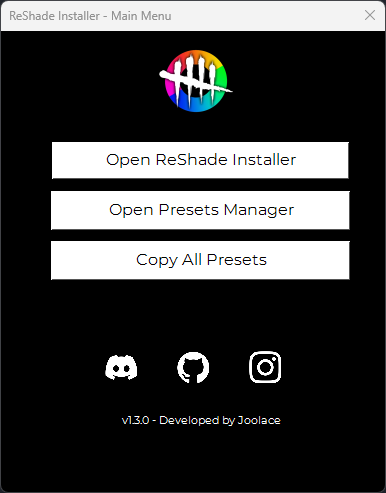 ReShade Installer - Main Menu
Open ReShade Installer
Open Presets Manager
Copy All Presets
v1.3.0 - Developed by Joolace